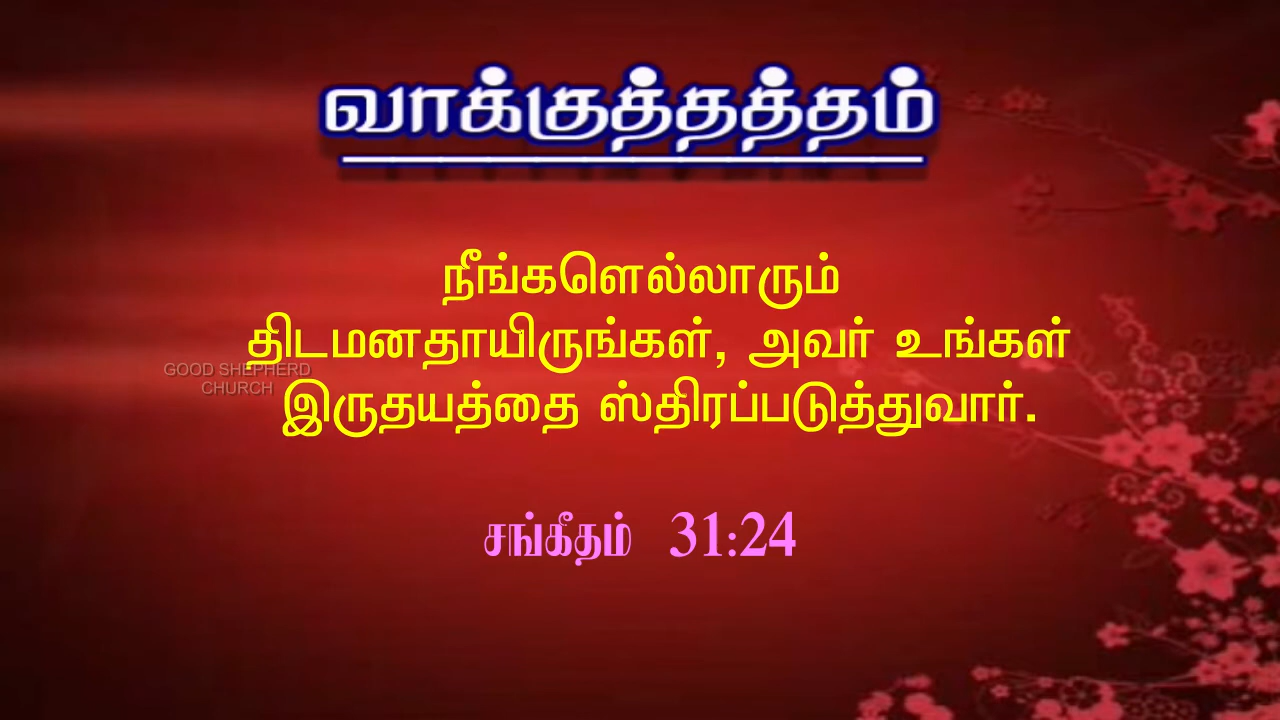 வாக்குத்தத்தம்
நீங்களெல்லாரும்
திடமனதாயிருங்கள், அவர் உங்கள்
இருதயத்தை ஸ்திரப்படுத்துவார்.
GOOD SHEPHERD
CHURCH
சங்கீதம் 31:24